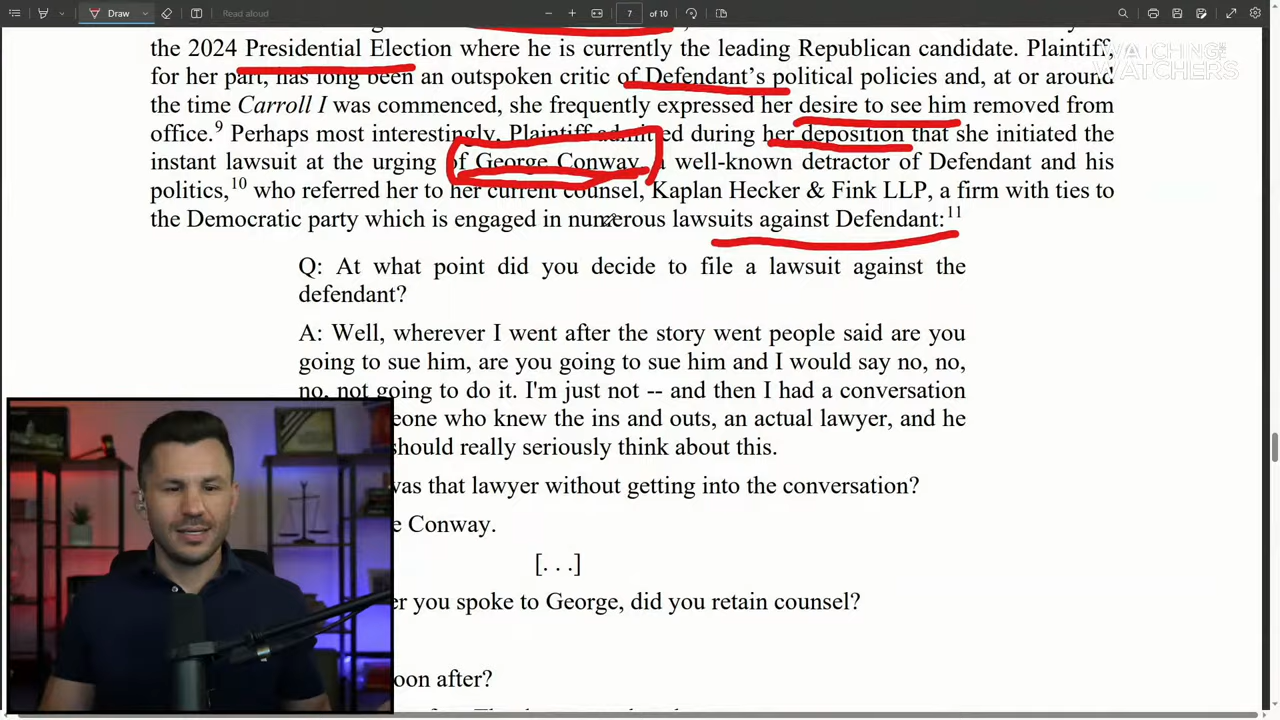 Draw
Read aloud
7 of 10
WATCHING THE
WATCHERS
the 2024 Presidential Election where he is currently the leading Republican candidate. Plaintiff,
for her part, has long been an outspoken critic of Defendant's political policies and, at or around
the time Carroll I was commenced, she frequently expressed her desire to see him removed from
office.9 Perhaps most interestingly, Plaintiff admitted during her deposition that she initiated the
instant lawsuit at the urging of George Conway, a well-known detractor of Defendant and his
politics,10 who referred her to her current counsel, Kaplan Hecker & Fink LLP, a firm with ties to
the Democratic party which is engaged in numerous lawsuits against Defendant:11
Q: At what point did you decide to file a lawsuit against the
defendant?
A: Well, wherever I went after the story went people said are you
going to sue him, are you going to sue him and I would say no, no,
no, not going to do it. I'm just not -- and then I had a conversation
eone who knew the ins and outs, an actual lawyer, and he
should really seriously think about this.
was that lawyer without getting into the conversation?
e Conway.
[. . .]
er you spoke to George, did you retain counsel?
oon after?